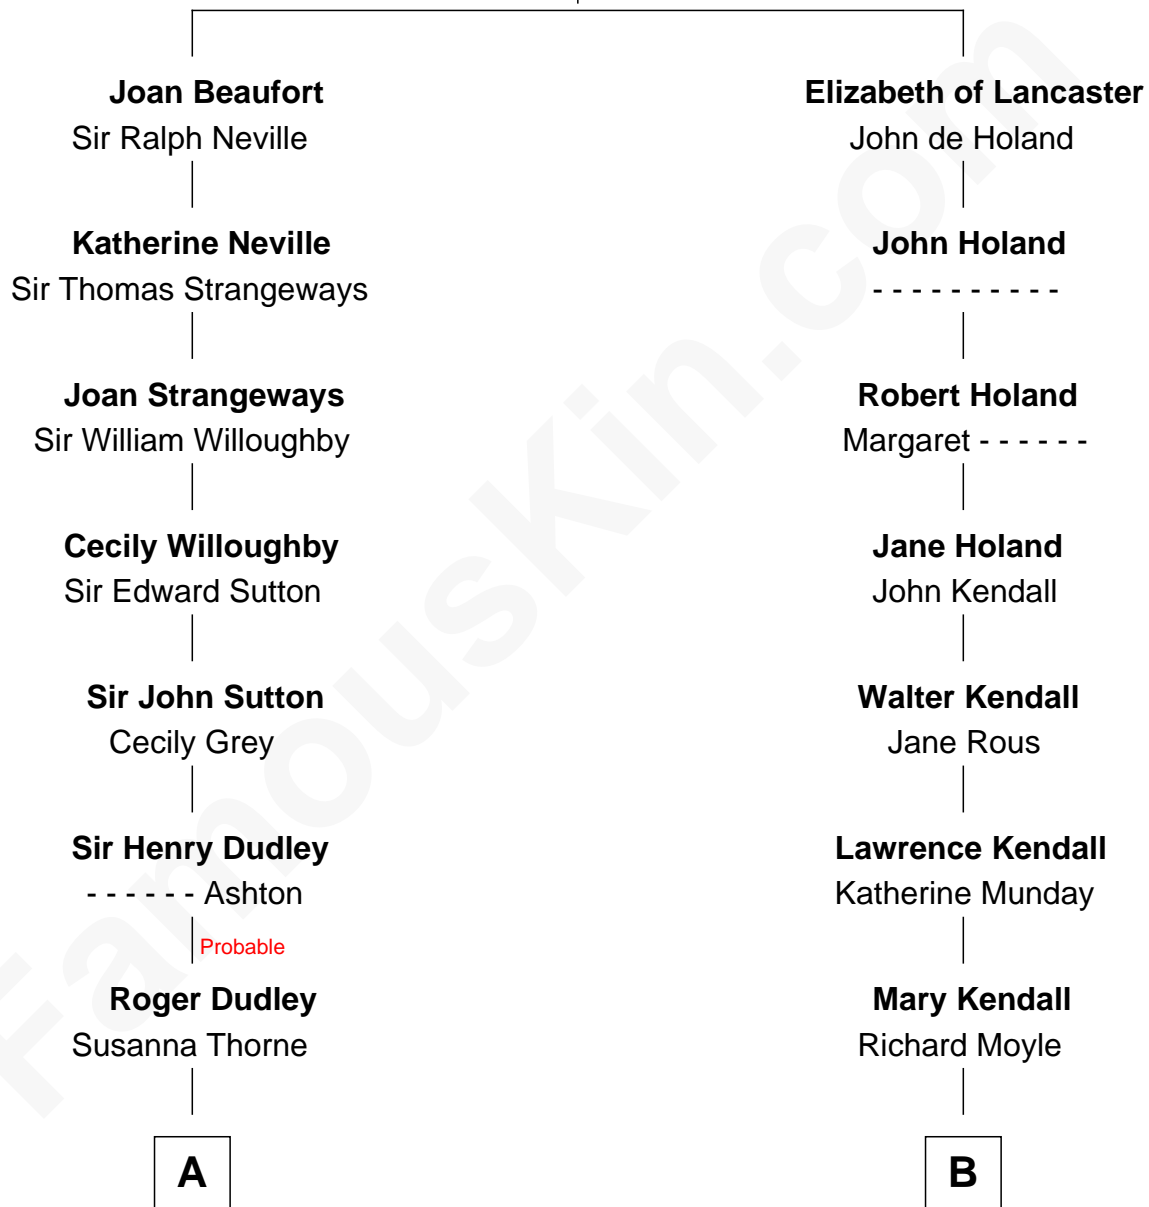 Joan Beaufort
Sir Ralph Neville
Katherine Neville
Sir Thomas Strangeways
Joan Strangeways
Sir William Willoughby
Cecily Willoughby
Sir Edward Sutton
Sir John Sutton
Cecily Grey
Sir Henry Dudley
- - - - - - Ashton
Probable
Roger Dudley
Susanna Thorne
A
Elizabeth of Lancaster
John de Holand
John Holand
- - - - - - - - - -
Robert Holand
Margaret - - - - - -
Jane Holand
John Kendall
Walter Kendall
Jane Rous
Lawrence Kendall
Katherine Munday
Mary Kendall
Richard Moyle
B
FamousKin.com